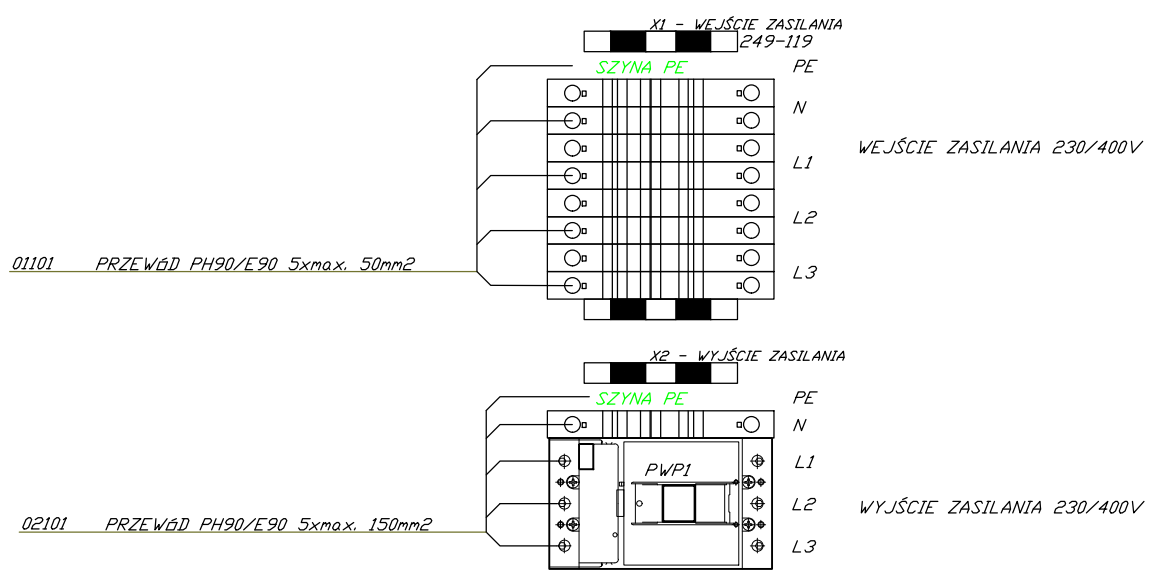 X1 - WEJŚCIE ZASILANIA
249-119
SZYNA PE
PE
N
WEJŚCIE ZASILANIA 230/400V
L1
L2
01101 PRZEWóD PH90/E90 5xmax. 50mm2
L3
X2 - WYJŚCIE ZASILANIA
SZYNA PE
PE
N
L1
PWP1
L2
WYJŚCIE ZASILANIA 230/400V
02101 PRZEWóD PH90/E90 5xmax. 150mm2
L3